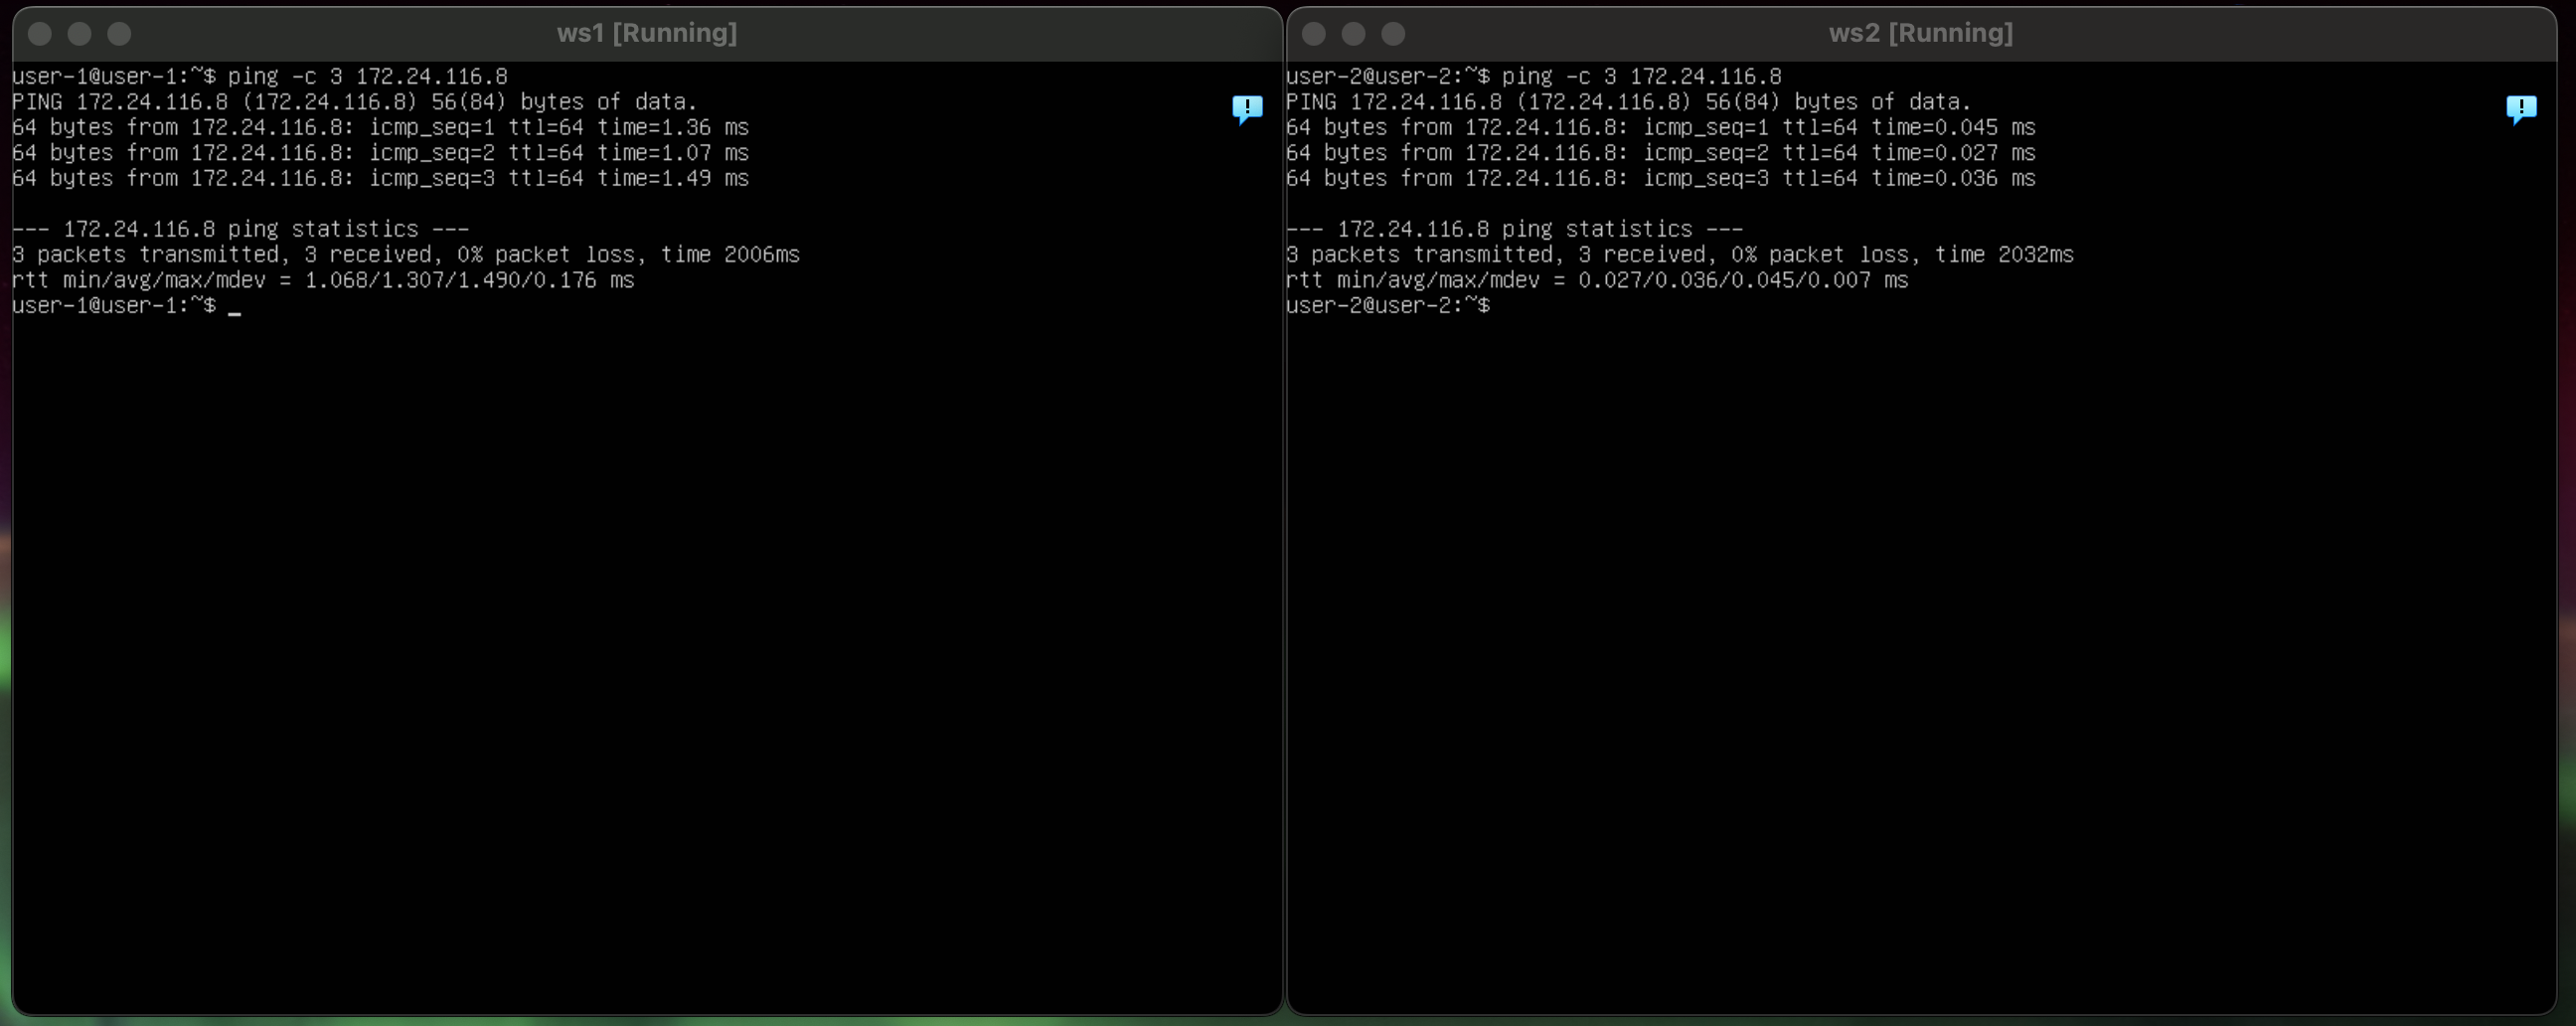 ws1 [Running]
user-1@user-1:~$ ping -c 3 172.24.116.8
PING 172.24.116.8 (172.24.116.8) 56(84) bytes of data.
64 bytes from 172.24.116.8: icmp_seq=1 ttl=64 time=1.36 ms
64 bytes from 172.24.116.8: icmp_seq=2 ttl=64 time=1.07 ms
64 bytes from 172.24.116.8: icmp_seq=3 ttl=64 time=1.49 ms
--- 172.24.116.8 ping statistics ---
3 packets transmitted, 3 received, 0% packet loss, time 2006ms
rtt min/avg/max/mdev = 1.068/1.307/1.490/0.176 ms
user-1@user-1:~$ _
ws2 [Running]
user-2@user-2:~$ ping -c 3 172.24.116.8
PING 172.24.116.8 (172.24.116.8) 56(84) bytes of data.
64 bytes from 172.24.116.8: icmp_seq=1 ttl=64 time=0.045 ms
64 bytes from 172.24.116.8: icmp_seq=2 ttl=64 time=0.027 ms
64 bytes from 172.24.116.8: icmp_seq=3 ttl=64 time=0.036 ms
--- 172.24.116.8 ping statistics ---
3 packets transmitted, 3 received, 0% packet loss, time 2032ms
rtt min/avg/max/mdev = 0.027/0.036/0.045/0.007 ms
user-2@user-2:~$